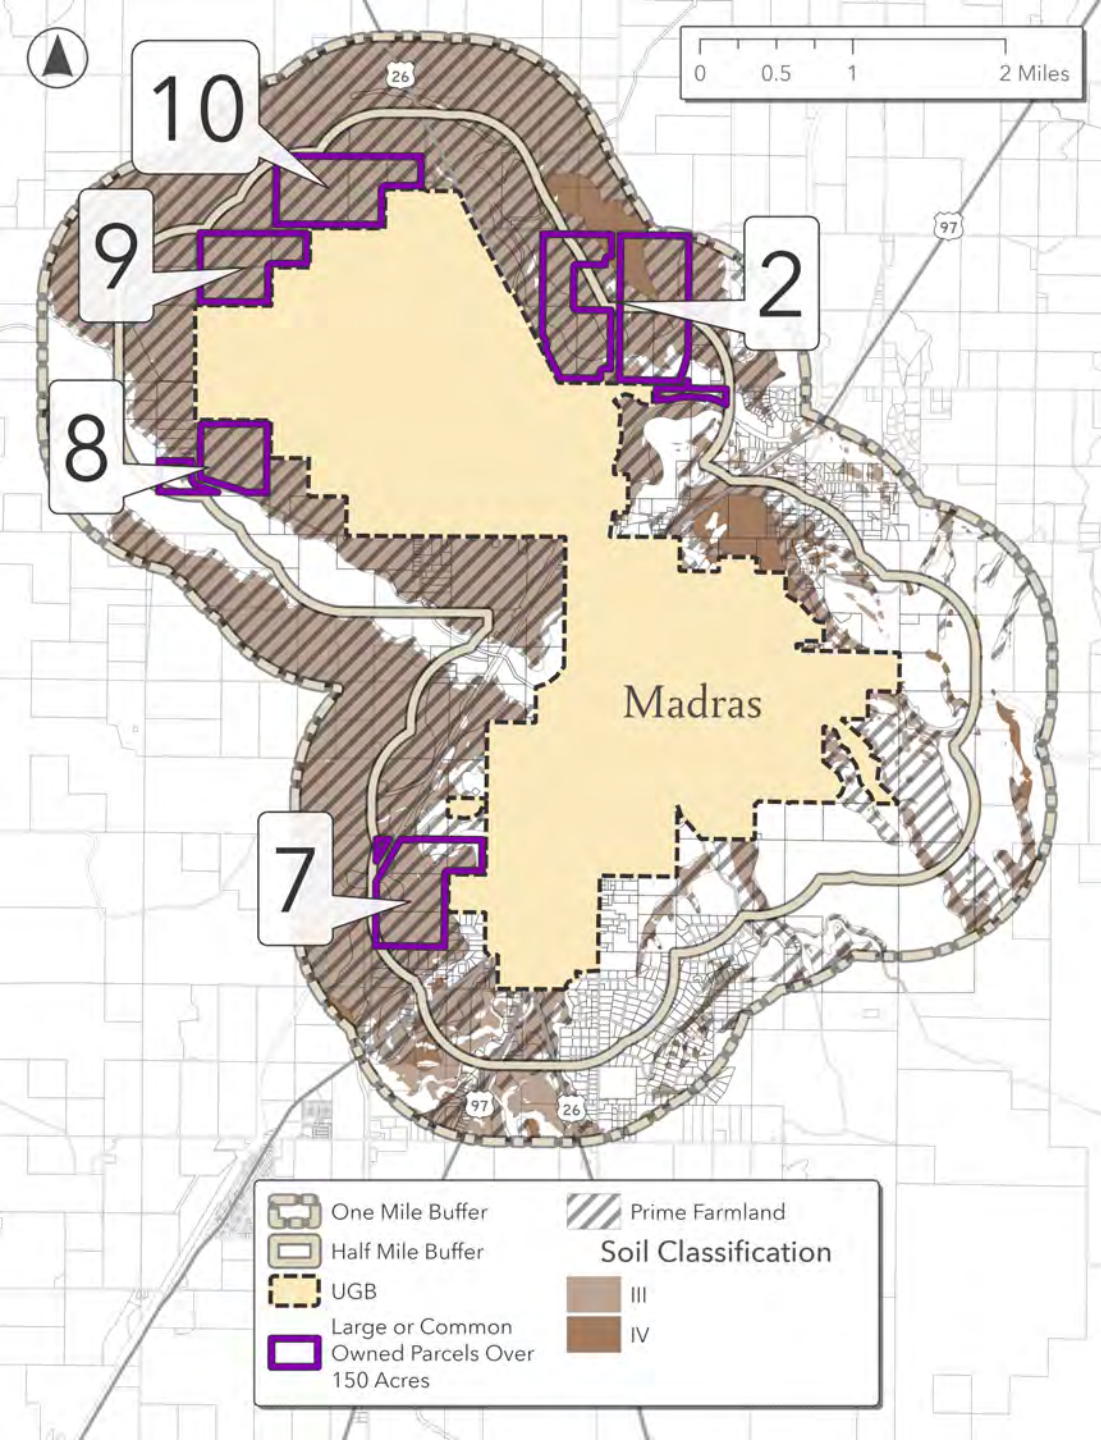 26
0 0.5 1 2 Miles
10
9
97
2
8
Madras
7
97
26
One Mile Buffer
Half Mile Buffer
UGB
Large or Common
Owned Parcels Over
150 Acres
Prime Farmland
Soil Classification
III
IV